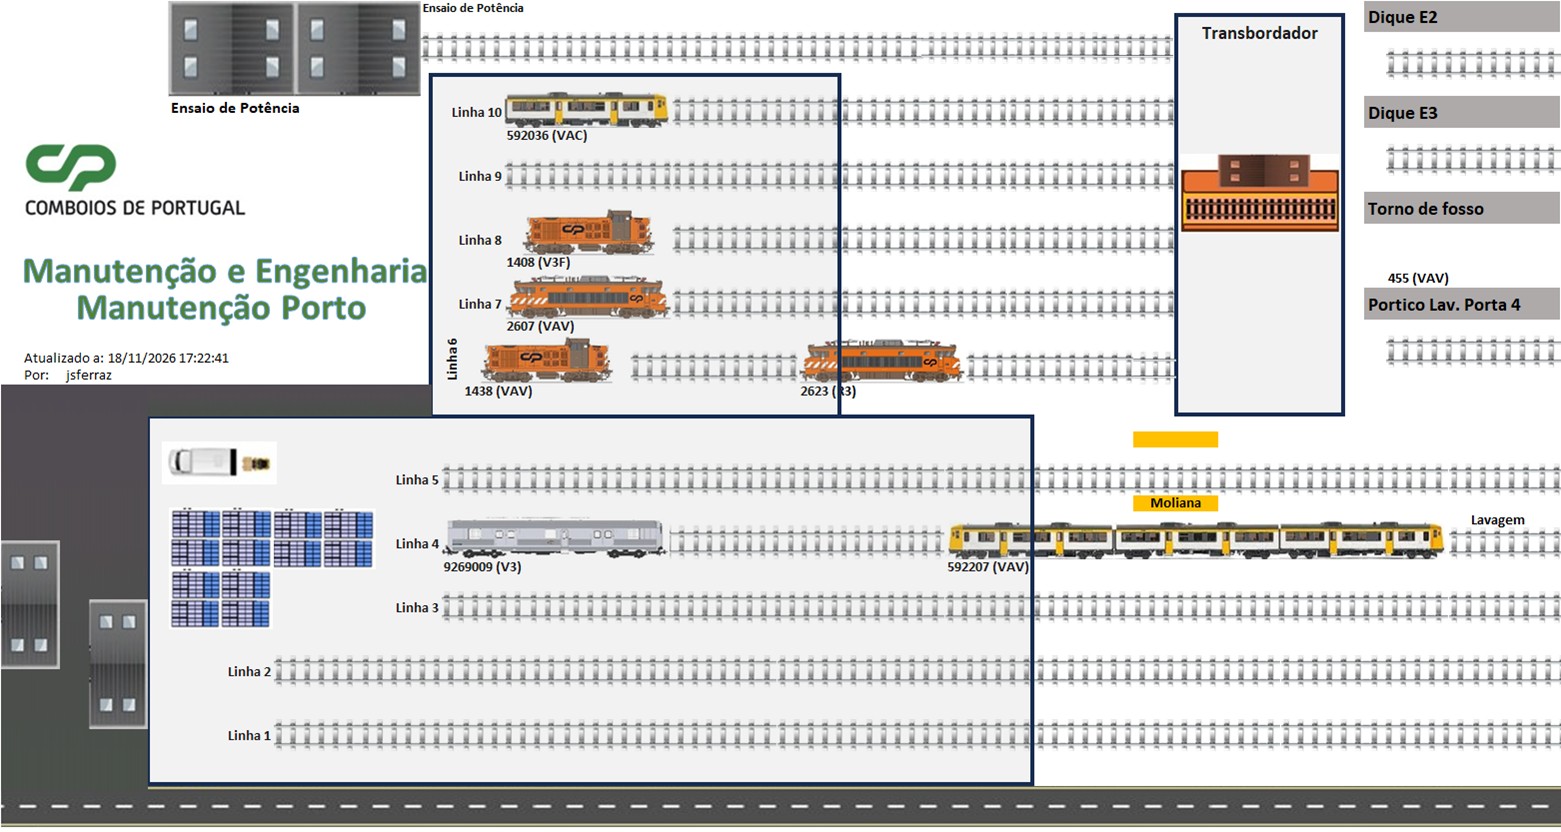 Ensaio de Potência
Transbordador
Dique E2
Ensaio de Potência
Linha 10
592036 (VAC)
Dique E3
CP
COMBOIOS DE PORTUGAL
Linha 9
Torno de fosso
Linha 8
1408 (V3F)
Manutenção e Engenharia
Manutenção Porto
455 (VAV)
Linha 7
2607 (VAV)
Portico Lav. Porta 4
Atualizado a: 18/11/2026 17:22:41
Por: jsferraz
Linha 6
1438 (VAV)
2623 (R3)
Linha 5
Moliana
Lavagem
Linha 4
9269009 (V3)
592207 (VAV)
Linha 3
Linha 2
Linha 1